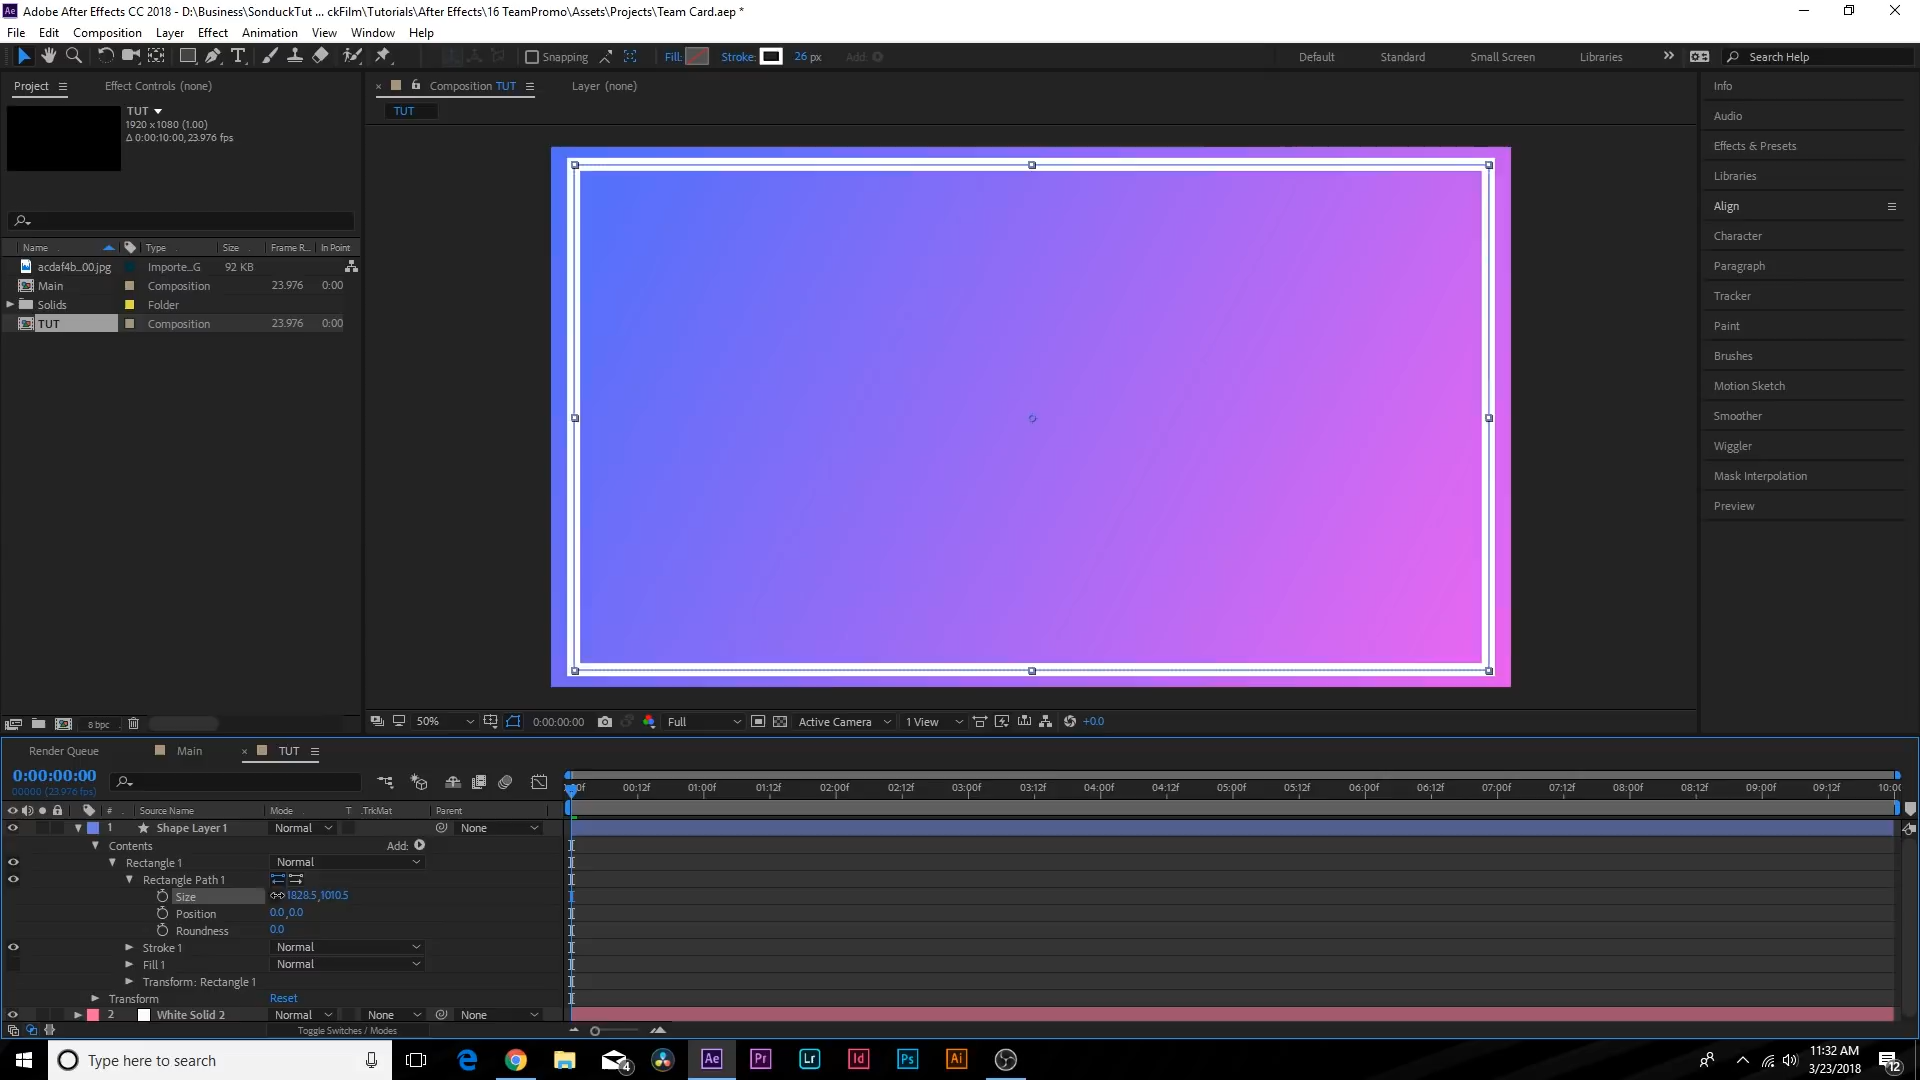 Adobe After Effects CC 2018 - D:\Business\SonduckTut ... ckFilm\Tutorials\After Effects\16 TeamPromo\Assets\Projects\Team Card.aep *
File Edit Composition Layer Effect Animation View Window Help
Snapping Fill: Stroke: 26 px Add: Default Standard Small Screen Libraries Search Help
Project Effect Controls (none) Composition TUT Layer (none)
TUT
TUT
1920 x1080 (1.00)
Δ 0:00:10:00, 23.976 fps
Name Type Size Frame R... In Point
acdaf4b_00.jpg Importe...G 92 KB
Main Composition 23.976 0:00
Solids Folder
TUT Composition 23.976 0:00
Info
Audio
Effects & Presets
Libraries
Align
Character
Paragraph
Tracker
Paint
Brushes
Motion Sketch
Smoother
Wiggler
Mask Interpolation
Preview
8 bpc
50% 0:00:00:00 Full Active Camera 1 View +0.0
Render Queue Main TUT
0:00:00:00
00000 (23.976 fps)
00:12f 01:00f 01:12f 02:00f 02:12f 03:00f 03:12f 04:00f 04:12f 05:00f 05:12f 06:00f 06:12f 07:00f 07:12f 08:00f 08:12f 09:00f 09:12f
# Source Name Mode T .TrkMat Parent
1 Shape Layer 1 Normal None
Contents Add:
Rectangle 1 Normal
Rectangle Path 1
Size 1828.5,1010.5
Position 0.0,0.0
Roundness 0.0
Stroke 1 Normal
Fill 1 Normal
Transform: Rectangle 1
Transform Reset
2 White Solid 2 Normal None None
Toggle Switches / Modes
Type here to search
Ae Pr Lr Id Ps Ai
4
11:32 AM
3/23/2018
12